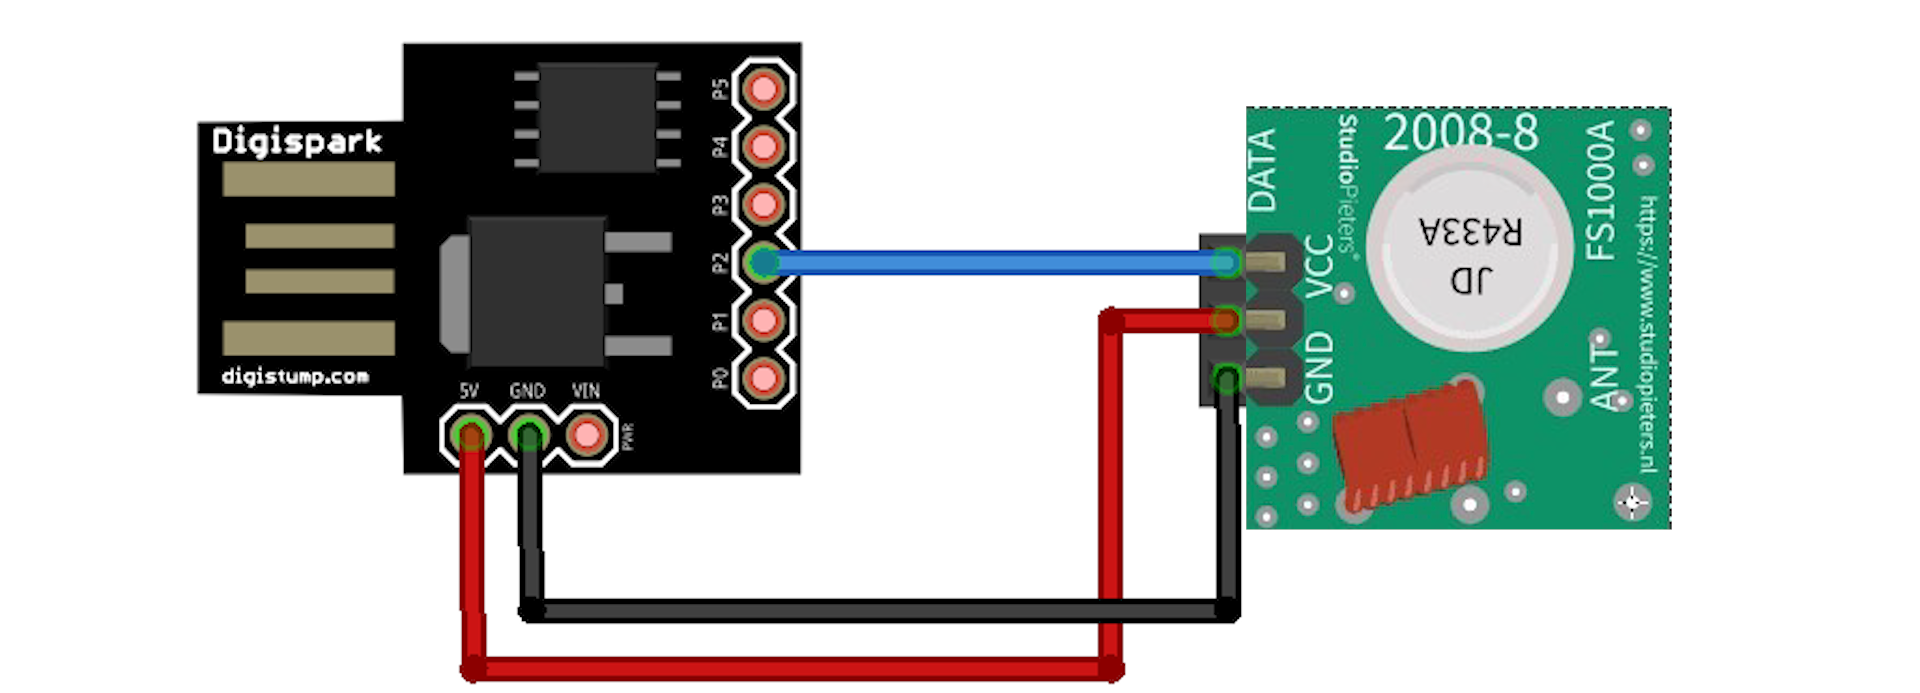 Digispark
digistump.com
5V
GND
VIN
PWR
P5
P4
P3
P2
P1
P0
DATA
VCC
GND
StudioPieters®
2008-8
R433A
JD
FS1000A
ANT
https://www.studiopieters.nl